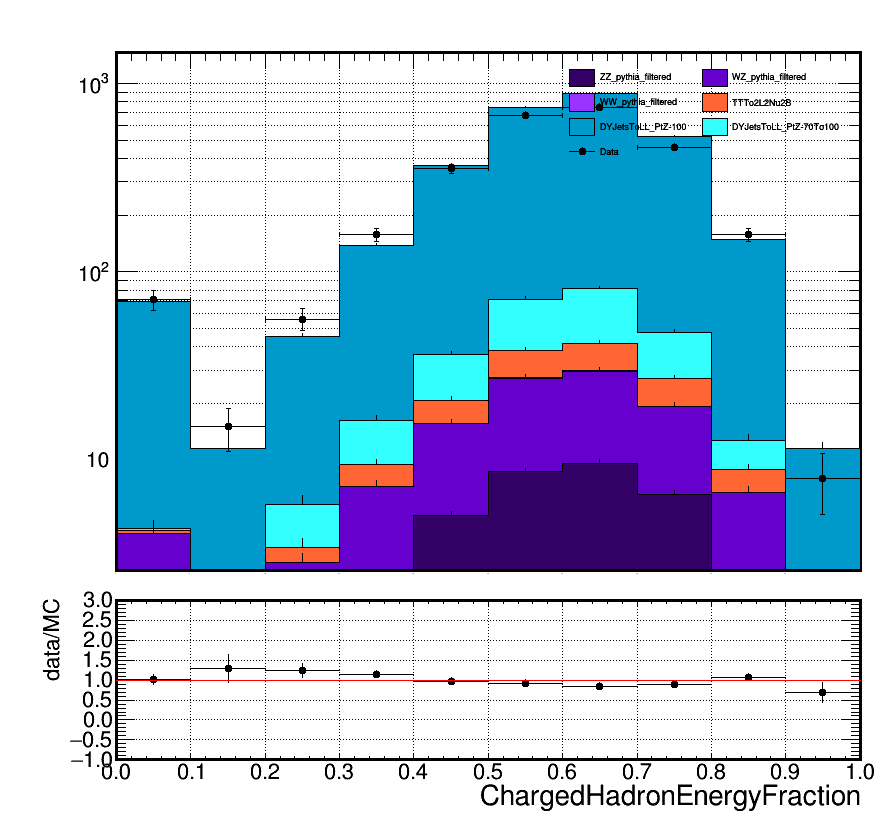 10³
10²
10
ZZ_pythia_filtered
WZ_pythia_filtered
WW_pythia_filtered
TTTo2L2Nu2B
DYJetsToLL_PtZ-100
DYJetsToLL_PtZ-70To100
Data
data/MC
3.0
2.5
2.0
1.5
1.0
0.5
0.0
−0.5
−1.0
0.0 0.1 0.2 0.3 0.4 0.5 0.6 0.7 0.8 0.9 1.0
ChargedHadronEnergyFraction